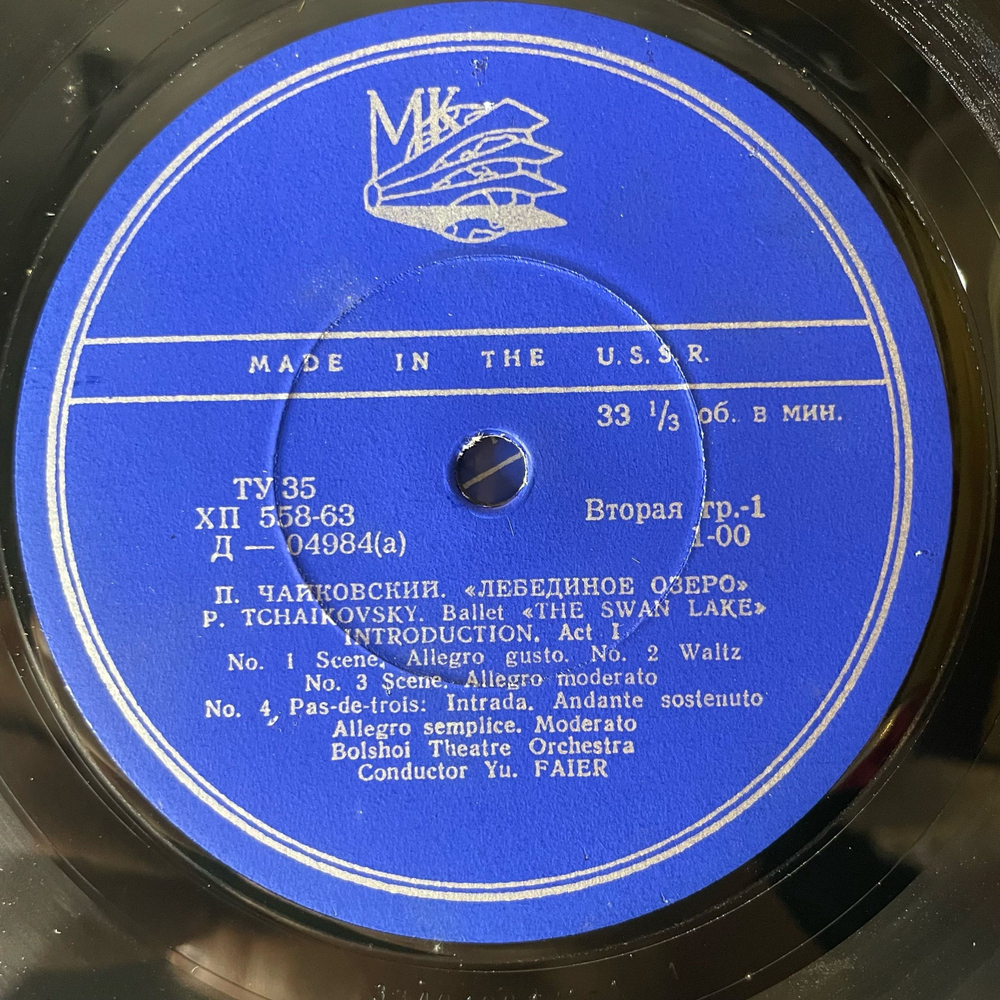 МК
MADE IN THE U.S.S.R.
33 1/3 об. в мин.
ТУ 35
ХП 558-63
Д — 04984(а)
Вторая гр.-1
1-00
П. ЧАЙКОВСКИЙ. «ЛЕБЕДИНОЕ ОЗЕРО»
P. TCHAIKOVSKY. Ballet «THE SWAN LAKE»
INTRODUCTION. Act I
No. 1 Scene. Allegro gusto. No. 2 Waltz
No. 3 Scene. Allegro moderato
No. 4 Pas-de-trois: Intrada. Andante sostenuto
Allegro semplice. Moderato
Bolshoi Theatre Orchestra
Conductor Yu. FAIER